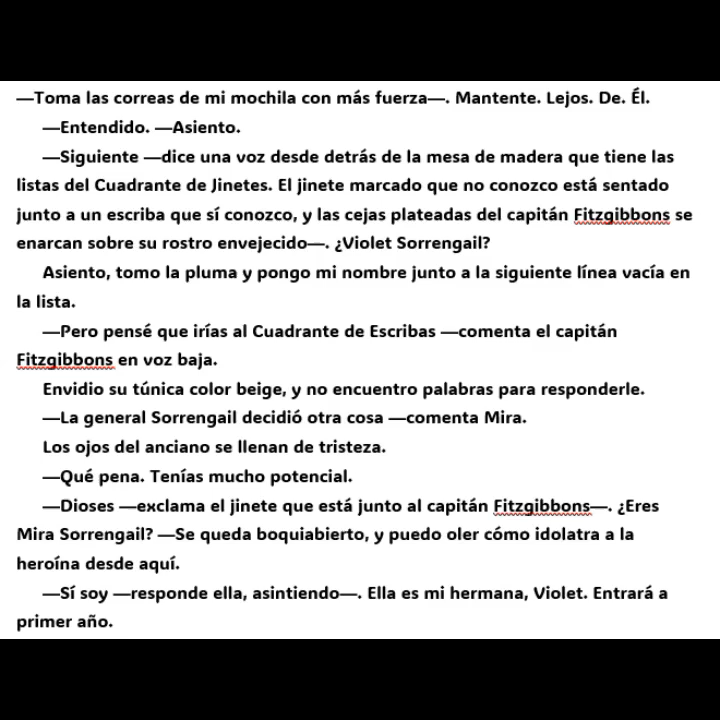 —Toma las correas de mi mochila con más fuerza—. Mantente. Lejos. De. Él.
—Entendido. —Asiento.
—Siguiente —dice una voz desde detrás de la mesa de madera que tiene las
listas del Cuadrante de Jinetes. El jinete marcado que no conozco está sentado
junto a un escriba que sí conozco, y las cejas plateadas del capitán Fitzgibbons se
enarcan sobre su rostro envejecido—. ¿Violet Sorrengail?
Asiento, tomo la pluma y pongo mi nombre junto a la siguiente línea vacía en
la lista.
—Pero pensé que irías al Cuadrante de Escribas —comenta el capitán
Fitzgibbons en voz baja.
Envidio su túnica color beige, y no encuentro palabras para responderle.
—La general Sorrengail decidió otra cosa —comenta Mira.
Los ojos del anciano se llenan de tristeza.
—Qué pena. Tenías mucho potencial.
—Dioses —exclama el jinete que está junto al capitán Fitzgibbons—. ¿Eres
Mira Sorrengail? —Se queda boquiabierto, y puedo oler cómo idolatra a la
heroína desde aquí.
—Sí soy —responde ella, asintiendo—. Ella es mi hermana, Violet. Entrará a
primer año.